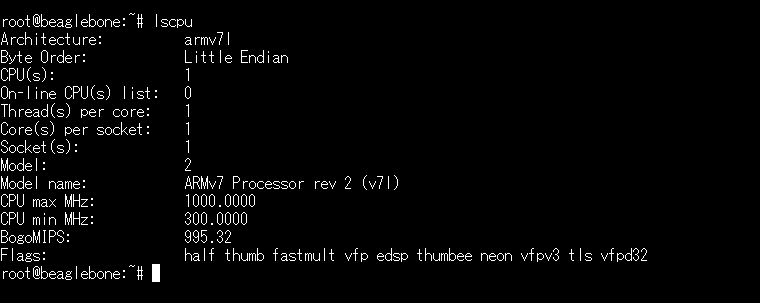 root@beaglebone:~# lscpu
Architecture:          armv7l
Byte Order:            Little Endian
CPU(s):                1
On-line CPU(s) list:   0
Thread(s) per core:    1
Core(s) per socket:    1
Socket(s):             1
Model:                 2
Model name:            ARMv7 Processor rev 2 (v7l)
CPU max MHz:           1000.0000
CPU min MHz:           300.0000
BogoMIPS:              995.32
Flags:                 half thumb fastmult vfp edsp thumbee neon vfpv3 tls vfpd32
root@beaglebone:~#